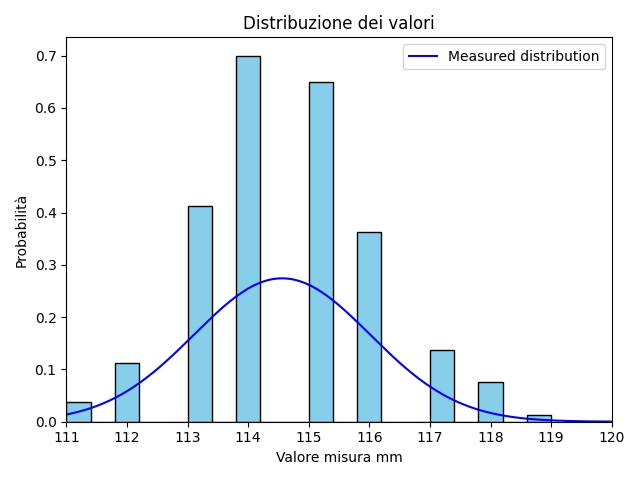 Distribuzione dei valori
Measured distribution
0.7
0.6
0.5
0.4
0.3
0.2
0.1
0.0
Probabilità
111 112 113 114 115 116 117 118 119 120
Valore misura mm